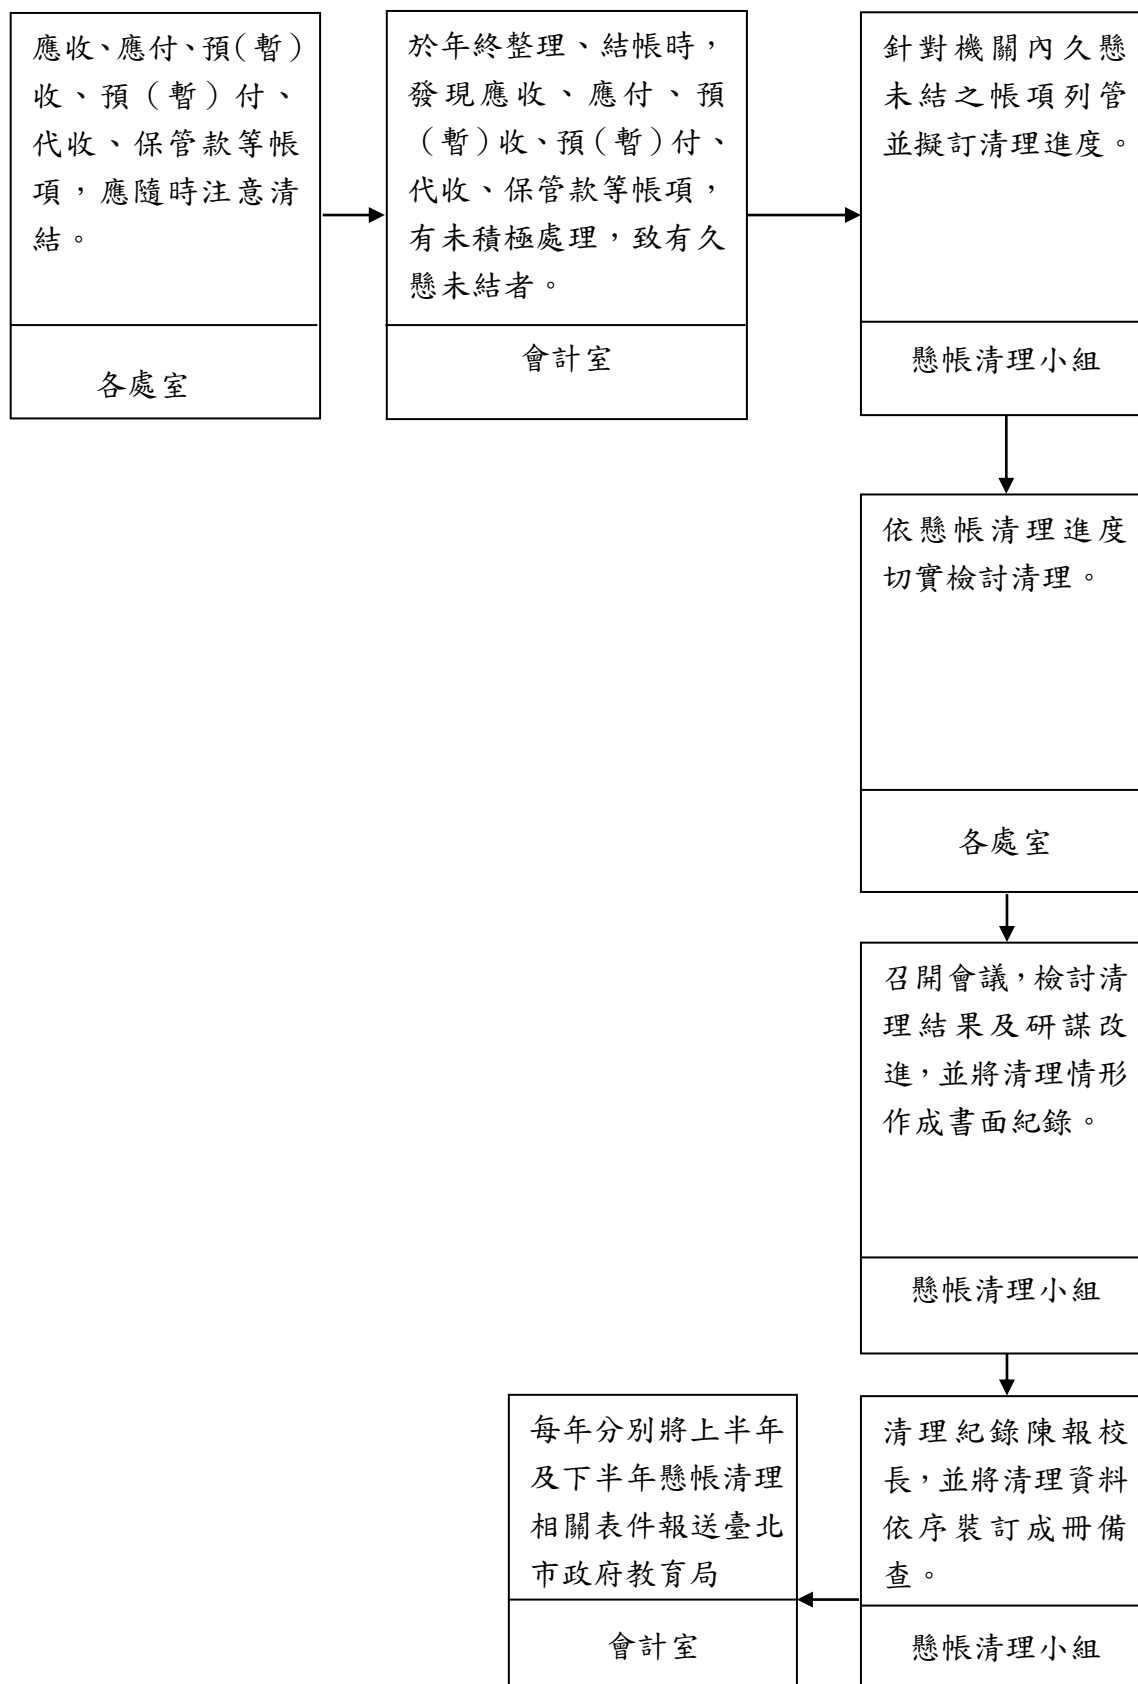 應收、應付、預(暫)
收、預（暫）付、
代收、保管款等帳
項，應隨時注意清
結。
各處室
於年終整理、結帳時，
發現應收、應付、預
（暫）收、預（暫）付、
代收、保管款等帳項，
有未積極處理，致有久
懸未結者。
會計室
針對機關內久懸
未結之帳項列管
並擬訂清理進度。
懸帳清理小組
依懸帳清理進度
切實檢討清理。
各處室
召開會議，檢討清
理結果及研謀改
進，並將清理情形
作成書面紀錄。
懸帳清理小組
清理紀錄陳報校
長，並將清理資料
依序裝訂成冊備
查。
懸帳清理小組
每年分別將上半年
及下半年懸帳清理
相關表件報送臺北
市政府教育局
會計室